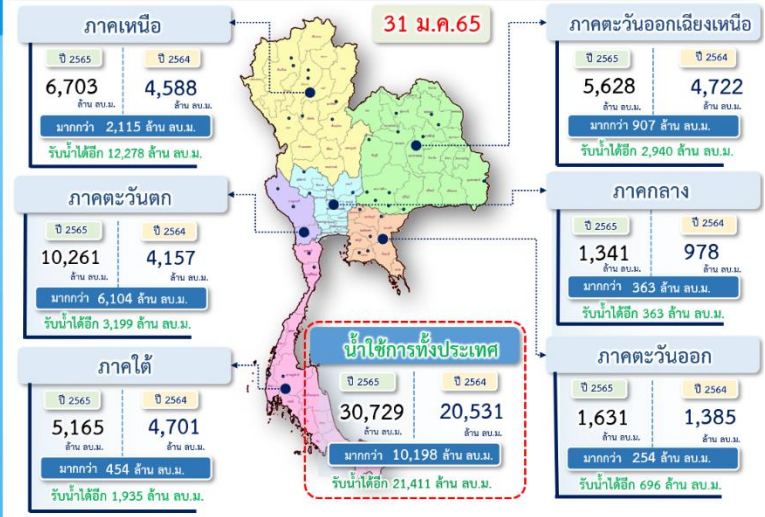 31 ม.ค.65
ภาคเหนือ
ปี 2565 ปี 2564
6,703 4,588
ล้าน ลบ.ม. ล้าน ลบ.ม.
มากกว่า 2,115 ล้าน ลบ.ม.
รับน้ำได้อีก 12,278 ล้าน ลบ.ม.
ภาคตะวันออกเฉียงเหนือ
ปี 2565 ปี 2564
5,628 4,722
ล้าน ลบ.ม. ล้าน ลบ.ม.
มากกว่า 907 ล้าน ลบ.ม.
รับน้ำได้อีก 2,940 ล้าน ลบ.ม.
ภาคตะวันตก
ปี 2565 ปี 2564
10,261 4,157
ล้าน ลบ.ม. ล้าน ลบ.ม.
มากกว่า 6,104 ล้าน ลบ.ม.
รับน้ำได้อีก 3,199 ล้าน ลบ.ม.
ภาคกลาง
ปี 2565 ปี 2564
1,341 978
ล้าน ลบ.ม. ล้าน ลบ.ม.
มากกว่า 363 ล้าน ลบ.ม.
รับน้ำได้อีก 363 ล้าน ลบ.ม.
ภาคใต้
ปี 2565 ปี 2564
5,165 4,701
ล้าน ลบ.ม. ล้าน ลบ.ม.
มากกว่า 454 ล้าน ลบ.ม.
รับน้ำได้อีก 1,935 ล้าน ลบ.ม.
น้ำใช้การทั้งประเทศ
ปี 2565 ปี 2564
30,729 20,531
ล้าน ลบ.ม. ล้าน ลบ.ม.
มากกว่า 10,198 ล้าน ลบ.ม.
รับน้ำได้อีก 21,411 ล้าน ลบ.ม.
ภาคตะวันออก
ปี 2565 ปี 2564
1,631 1,385
ล้าน ลบ.ม. ล้าน ลบ.ม.
มากกว่า 254 ล้าน ลบ.ม.
รับน้ำได้อีก 696 ล้าน ลบ.ม.